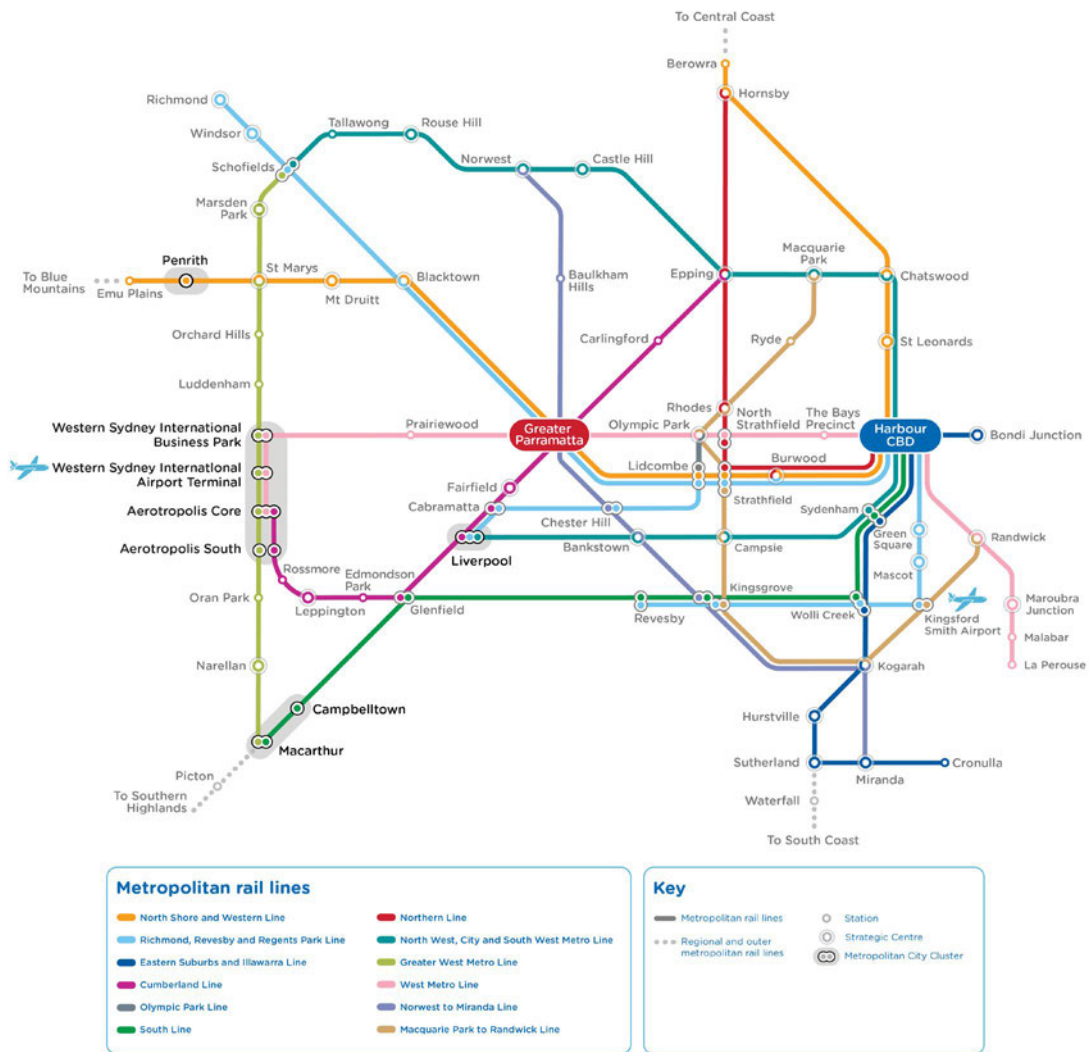 To Central Coast
Berowra
Hornsby
Richmond
Windsor
Tallawong
Rouse Hill
Schofields
Norwest
Castle Hill
Marsden
Park
Penrith
To Blue
Mountains
Emu Plains
St Marys
Mt Druitt
Blacktown
Baulkham
Hills
Epping
Macquarie
Park
Chatswood
Orchard Hills
Carlingford
Ryde
St Leonards
Luddenham
Rhodes
Western Sydney International
Business Park
Prairiewood
Greater
Parramatta
Olympic Park
North
Strathfield
The Bays
Precinct
Harbour
CBD
Bondi Junction
Western Sydney International
Airport Terminal
Lidcombe
Burwood
Fairfield
Strathfield
Aerotropolis Core
Cabramatta
Chester Hill
Sydenham
Green
Square
Randwick
Aerotropolis South
Liverpool
Bankstown
Campsie
Mascot
Rossmore
Edmondson
Park
Kingsgrove
Oran Park
Leppington
Glenfield
Revesby
Wolli Creek
Kingsford
Smith Airport
Maroubra
Junction
Malabar
La Perouse
Narellan
Kogarah
Campbelltown
Hurstville
Macarthur
Sutherland
Miranda
Cronulla
Picton
To Southern
Highlands
Waterfall
To South Coast
Metropolitan rail lines
North Shore and Western Line
Richmond, Revesby and Regents Park Line
Eastern Suburbs and Illawarra Line
Cumberland Line
Olympic Park Line
South Line
Northern Line
North West, City and South West Metro Line
Greater West Metro Line
West Metro Line
Norwest to Miranda Line
Macquarie Park to Randwick Line
Key
Metropolitan rail lines
Regional and outer
metropolitan rail lines
Station
Strategic Centre
Metropolitan City Cluster